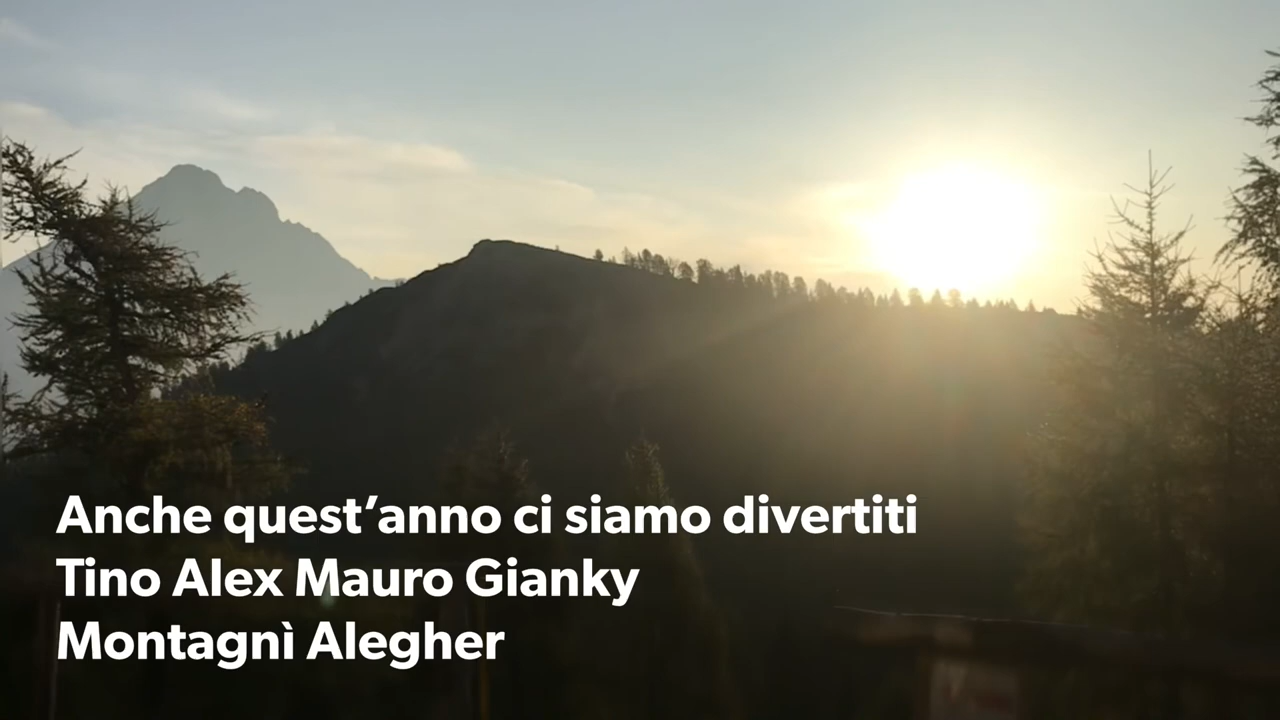 Anche quest’anno ci siamo divertiti
Tino Alex Mauro Gianky
Montagnì Alegher